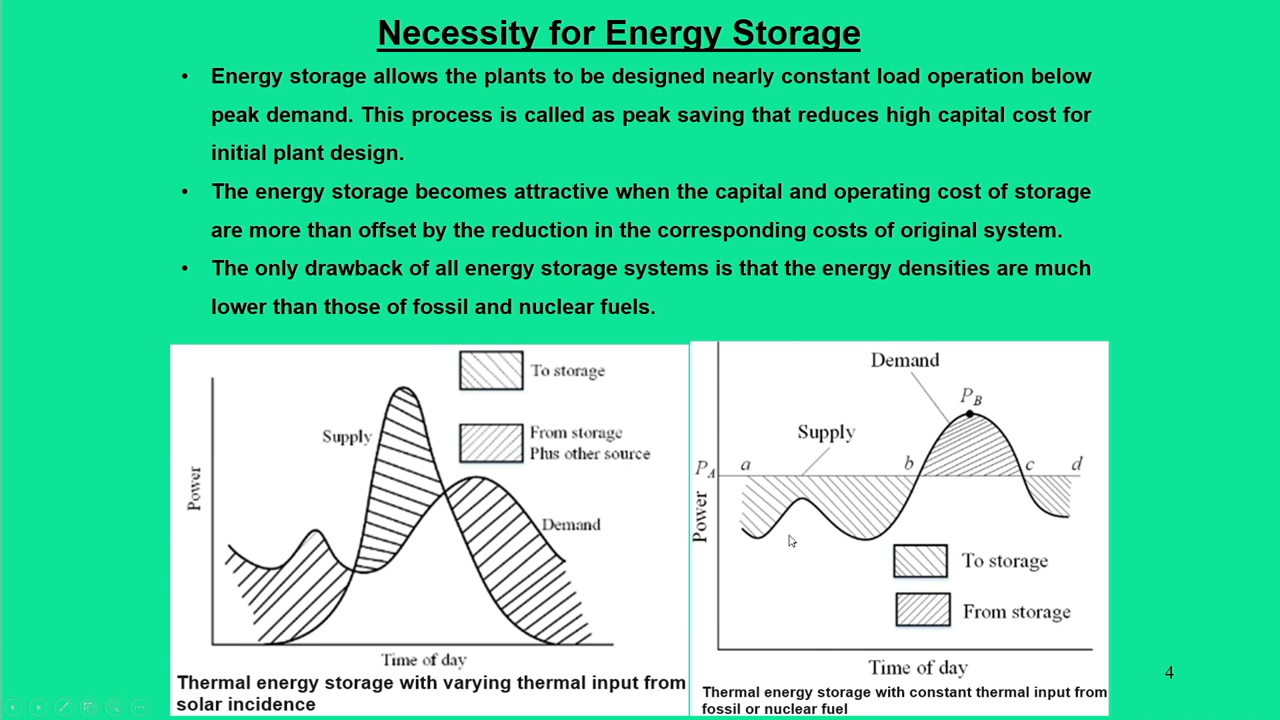 Necessity for Energy Storage
• Energy storage allows the plants to be designed nearly constant load operation below
peak demand. This process is called as peak saving that reduces high capital cost for
initial plant design.
• The energy storage becomes attractive when the capital and operating cost of storage
are more than offset by the reduction in the corresponding costs of original system.
• The only drawback of all energy storage systems is that the energy densities are much
lower than those of fossil and nuclear fuels.
To storage
Supply
From storage
Plus other source
Power
Demand
Time of day
Thermal energy storage with varying thermal input from
solar incidence
Demand
P_B
Supply
P_A
a
b
c
d
Power
To storage
From storage
Time of day
Thermal energy storage with constant thermal input from
fossil or nuclear fuel
4